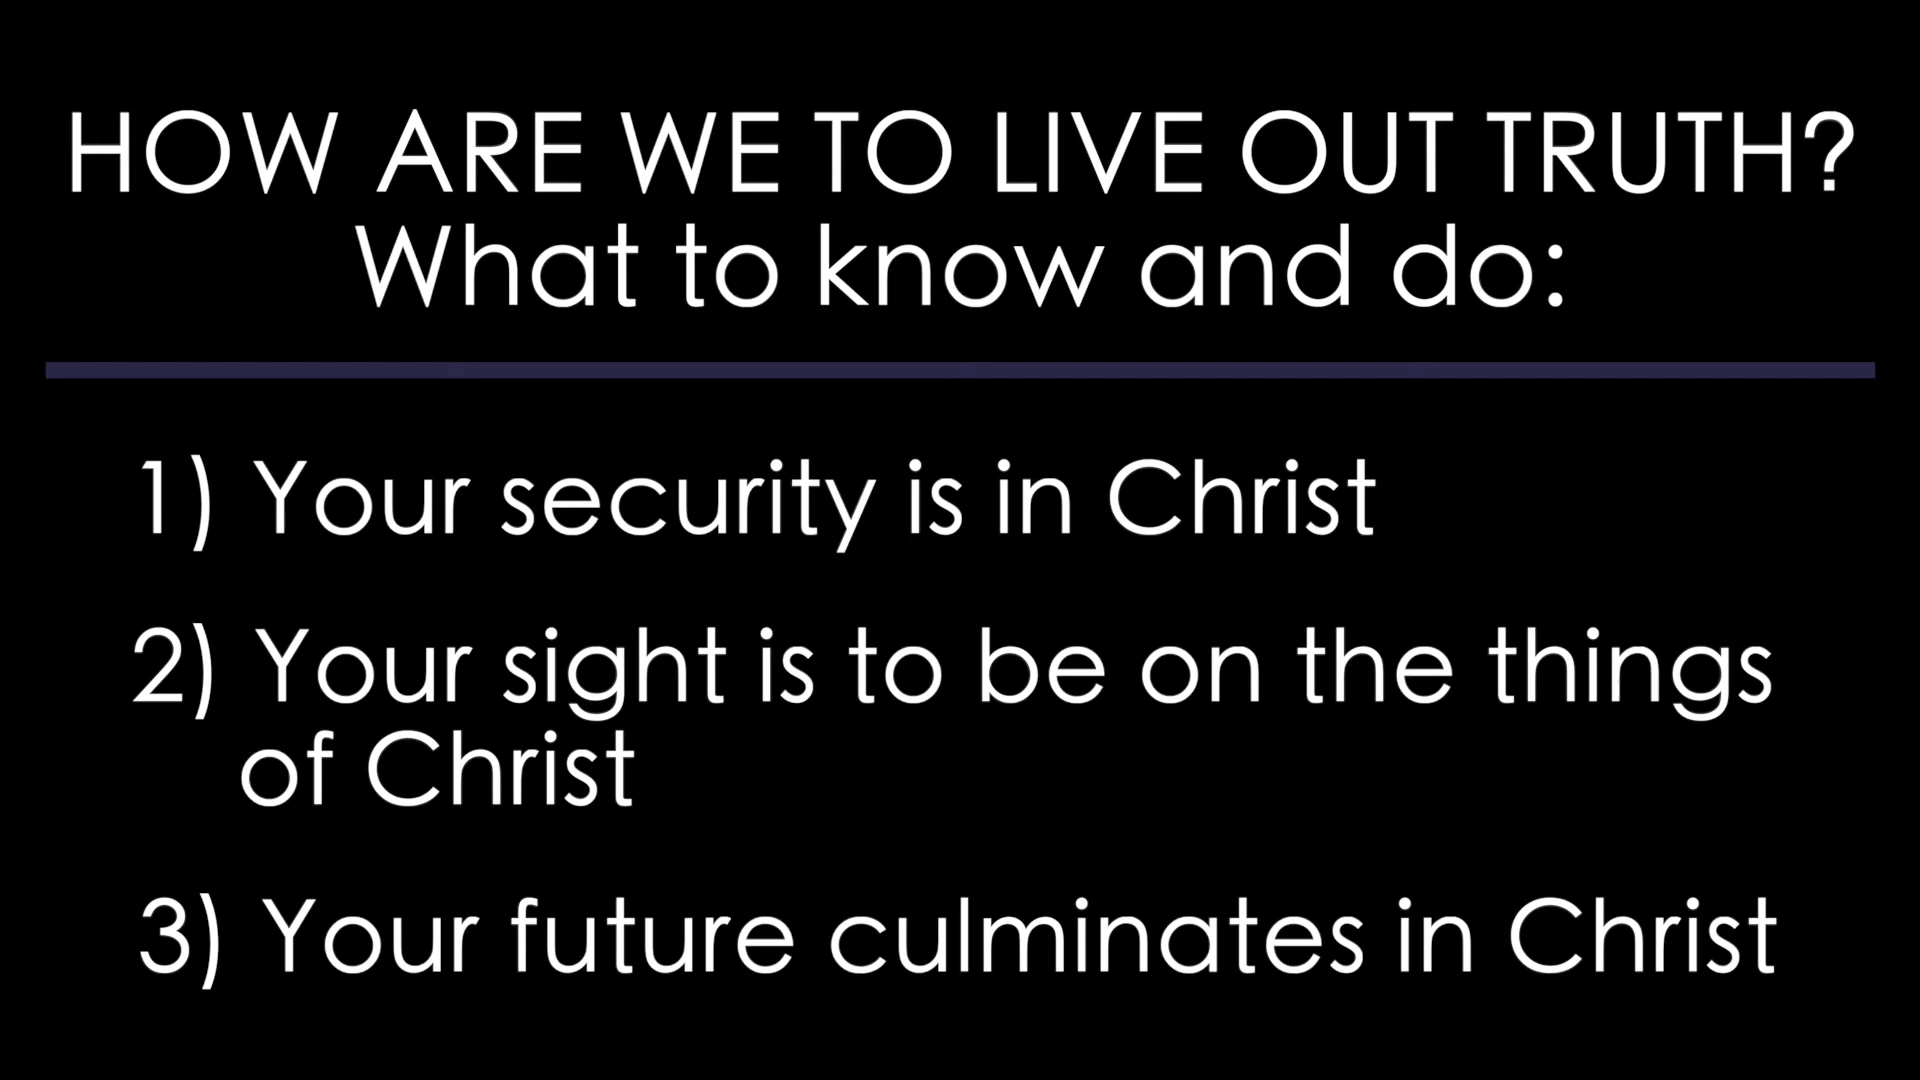 HOW ARE WE TO LIVE OUT TRUTH?
What to know and do:
1) Your security is in Christ
2) Your sight is to be on the things
of Christ
3) Your future culminates in Christ